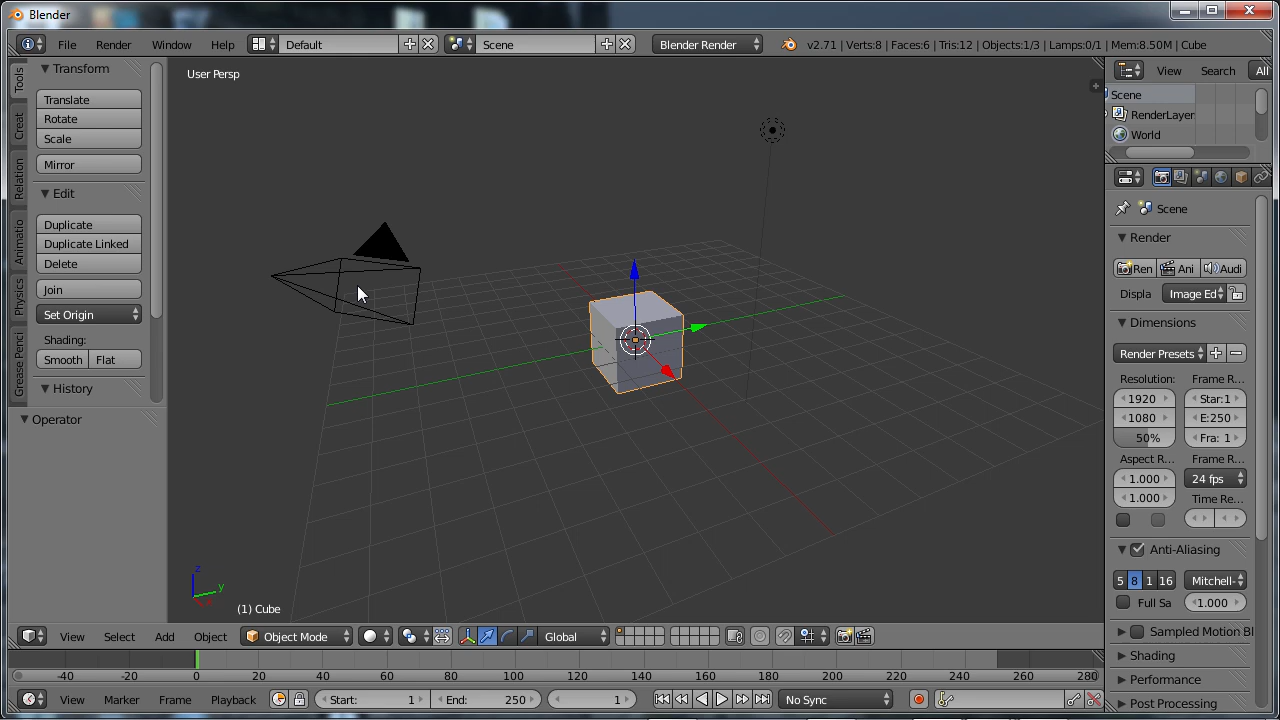 Blender
File Render Window Help Default Scene Blender Render v2.71 | Verts:8 | Faces:6 | Tris:12 | Objects:1/3 | Lamps:0/1 | Mem:8.50M | Cube
Tools
Creat
Relation
Animatio
Physics
Grease Penci
Transform
Translate
Rotate
Scale
Mirror
Edit
Duplicate
Duplicate Linked
Delete
Join
Set Origin
Shading:
Smooth Flat
History
Operator
User Persp
z
y
(1) Cube
View Search All
Scene
RenderLayer
World
Scene
Render
Ren Ani Audi
Displa Image Ed
Dimensions
Render Presets
Resolution: Frame R...
1920 Star:1
1080 E:250
50% Fra: 1
Aspect R... Frame R...
1.000 24 fps
1.000 Time Re...
Anti-Aliasing
5 8 1 16 Mitchell-
Full Sa 1.000
Sampled Motion Bl
Shading
Performance
Post Processing
View Select Add Object Object Mode Global
-40 -20 0 20 40 60 80 100 120 140 160 180 200 220 240 260 280
View Marker Frame Playback Start: 1 End: 250 1 No Sync